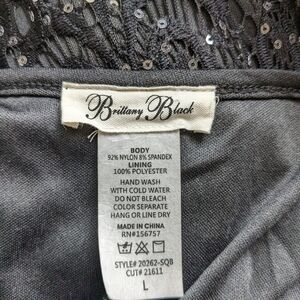 Brittany Black
BODY
92% NYLON 8% SPANDEX
LINING
100% POLYESTER
HAND WASH
WITH COLD WATER
DO NOT BLEACH
COLOR SEPARATE
HANG OR LINE DRY
MADE IN CHINA
RN#156757
STYLE# 20262-SQB
CUT# 21611
L